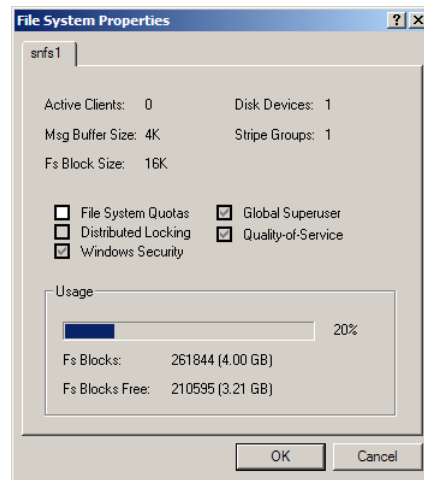 File System Properties
snfs1
Active Clients: 0 Disk Devices: 1
Msg Buffer Size: 4K Stripe Groups: 1
Fs Block Size: 16K
File System Quotas Global Superuser
Distributed Locking Quality-of-Service
Windows Security
Usage
20%
Fs Blocks: 261844 (4.00 GB)
Fs Blocks Free: 210595 (3.21 GB)
OK Cancel